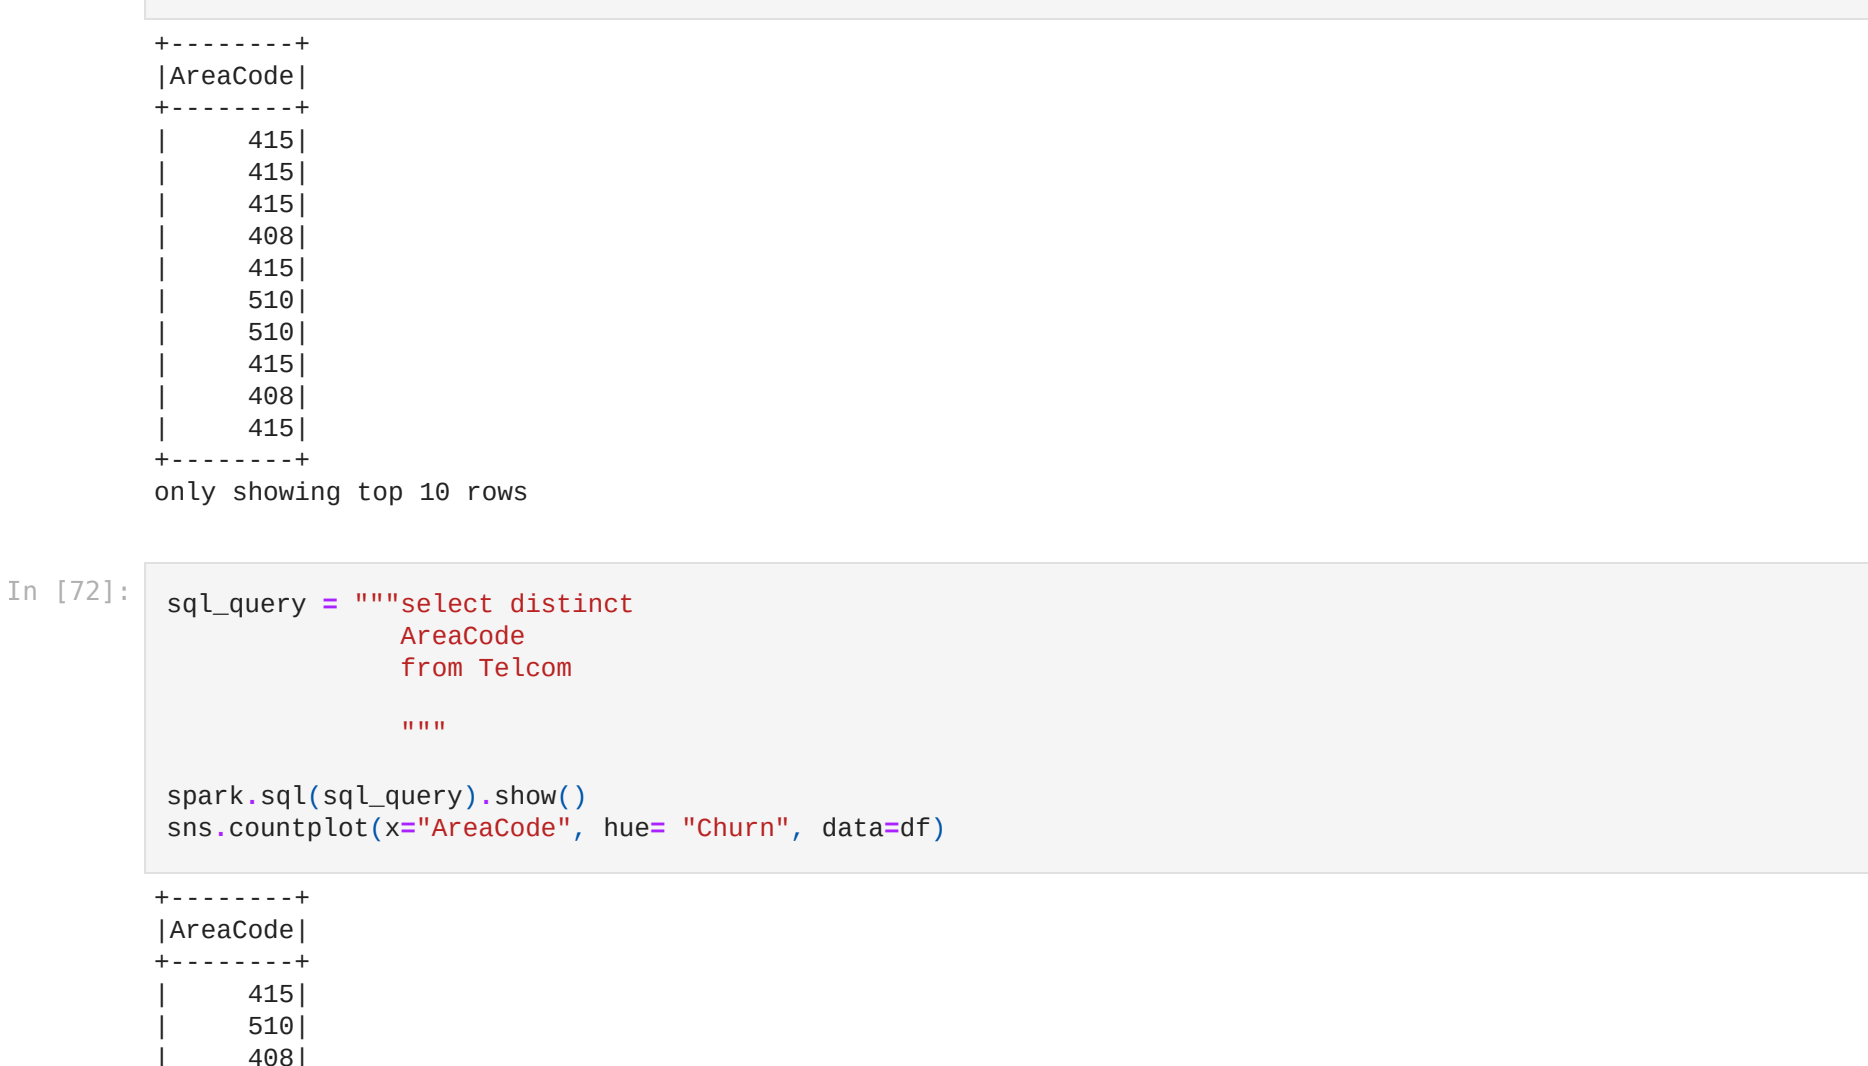 +--------+
|AreaCode|
+--------+
|     415|
|     415|
|     415|
|     408|
|     415|
|     510|
|     510|
|     415|
|     408|
|     415|
+--------+
only showing top 10 rows
In [72]:
sql_query = """select distinct
               AreaCode
               from Telcom
               """
spark.sql(sql_query).show()
sns.countplot(x="AreaCode", hue= "Churn", data=df)
+--------+
|AreaCode|
+--------+
|     415|
|     510|
|     408|